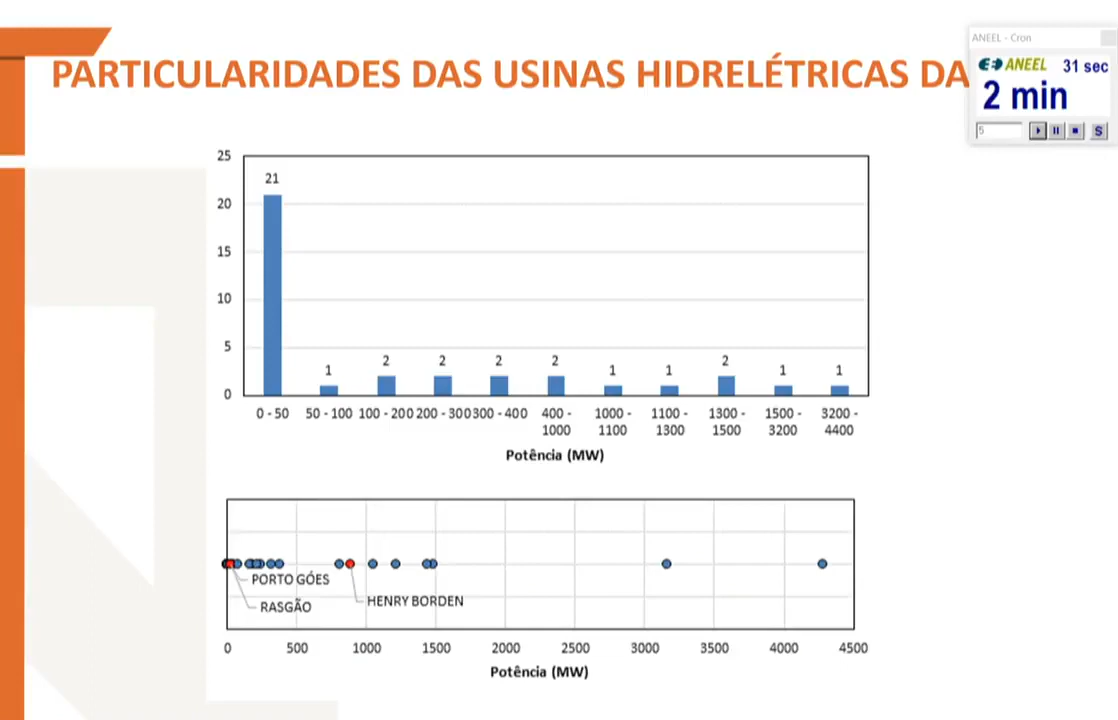 PARTICULARIDADES DAS USINAS HIDRELÉTRICAS DA
ANEEL - Cron
ANEEL 31 sec
2 min
5
S
25
20
15
10
5
0
21
1
2
2
2
2
1
1
2
1
1
0 - 50 50 - 100 100 - 200 200 - 300 300 - 400 400 - 1000 - 1100 - 1300 - 1500 - 3200 -
1000 1100 1300 1500 3200 4400
Potência (MW)
PORTO GÓES
RASGÃO
HENRY BORDEN
0 500 1000 1500 2000 2500 3000 3500 4000 4500
Potência (MW)